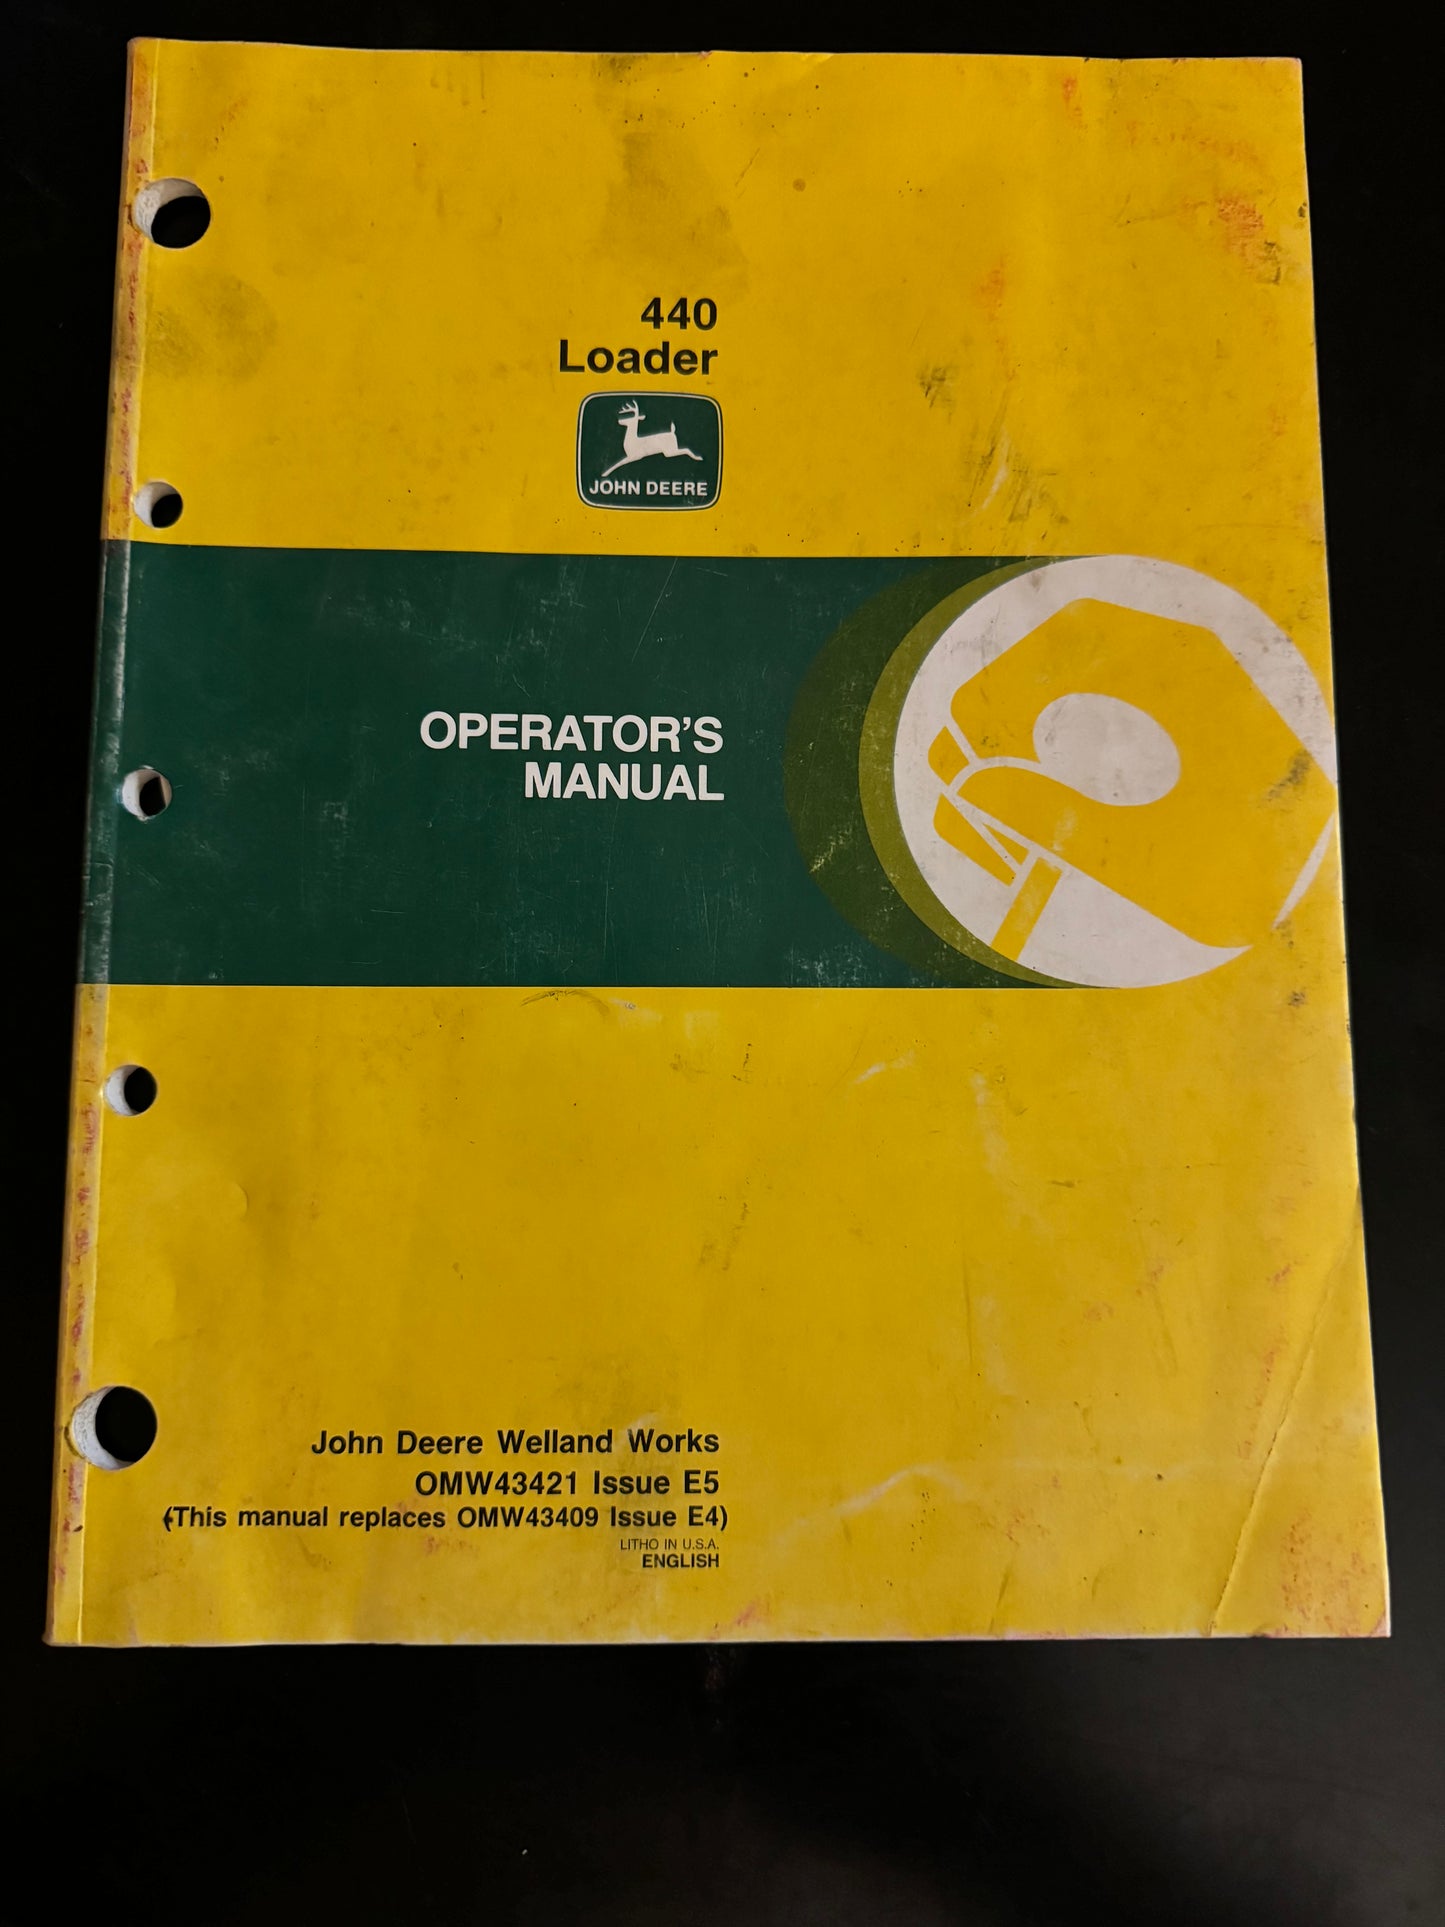 440
Loader
JOHN DEERE
OPERATOR'S
MANUAL
John Deere Welland Works
OMW43421 Issue E5
(This manual replaces OMW43409 Issue E4)
LITHO IN U.S.A.
ENGLISH